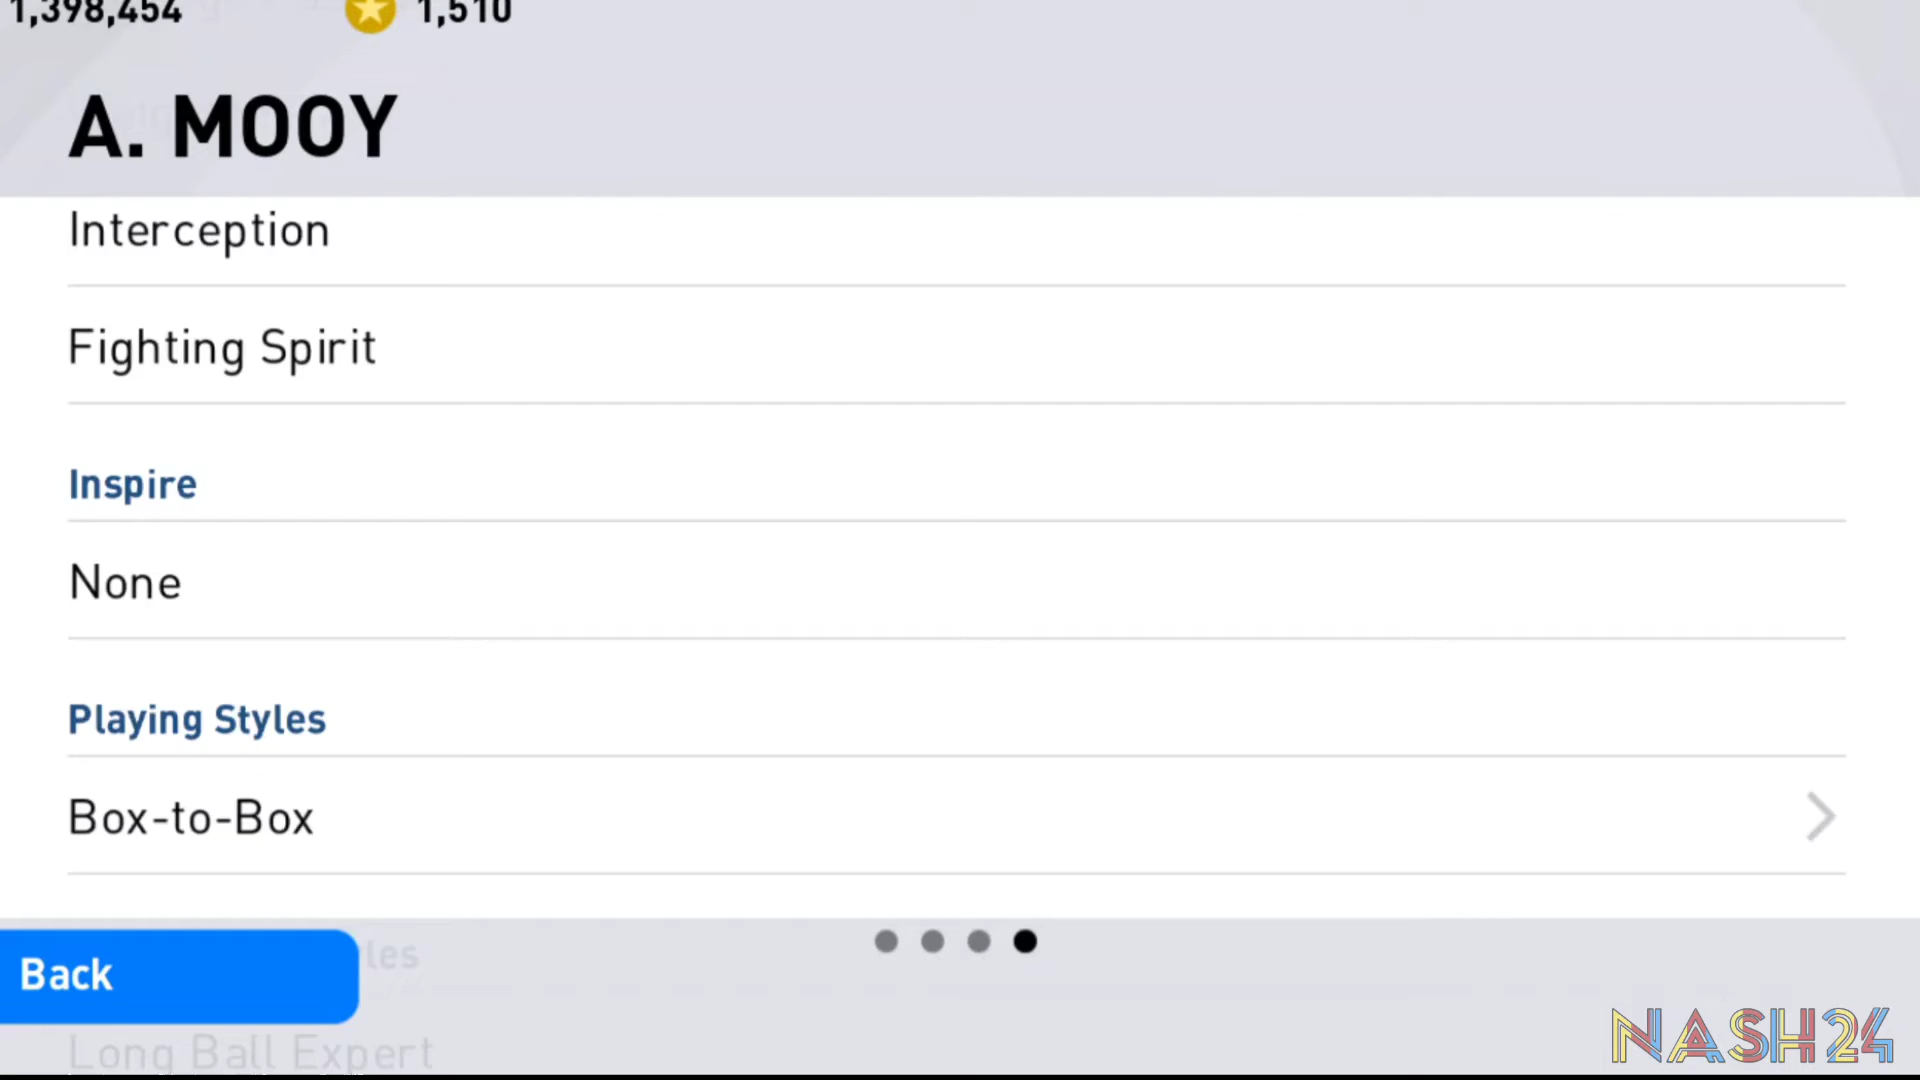 1,398,454 1,510
A. MOOY
Interception
Fighting Spirit
Inspire
None
Playing Styles
Box-to-Box
Back
Long Ball Expert
NASH24